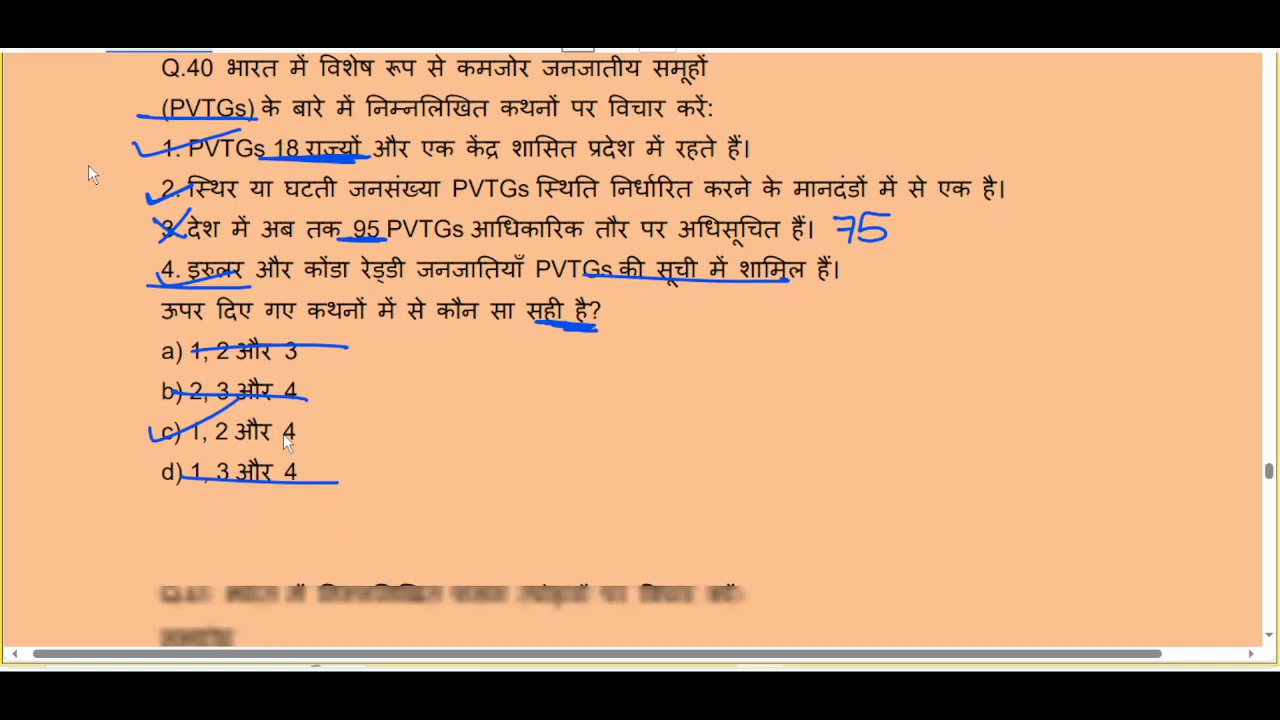 Q.40 भारत में विशेष रूप से कमजोर जनजातीय समूहों
(PVTGs) के बारे में निम्नलिखित कथनों पर विचार करें:
1. PVTGs 18 राज्यों और एक केंद्र शासित प्रदेश में रहते हैं।
2. स्थिर या घटती जनसंख्या PVTGs स्थिति निर्धारित करने के मानदंडों में से एक है।
3. देश में अब तक 95 PVTGs आधिकारिक तौर पर अधिसूचित हैं। 75
4. इरुलर और कोंडा रेड्डी जनजातियाँ PVTGs की सूची में शामिल हैं।
ऊपर दिए गए कथनों में से कौन सा सही है?
a) 1, 2 और 3
b) 2, 3 और 4
c) 1, 2 और 4
d) 1, 3 और 4